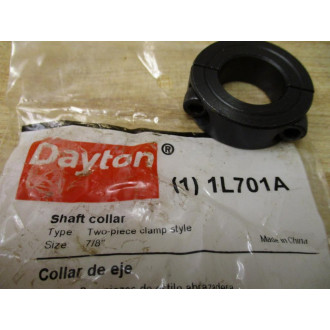 Dayton®
(1) 1L701A
Shaft collar
Type Two-piece clamp style
Size 7/8"
Made in China
Collar de eje